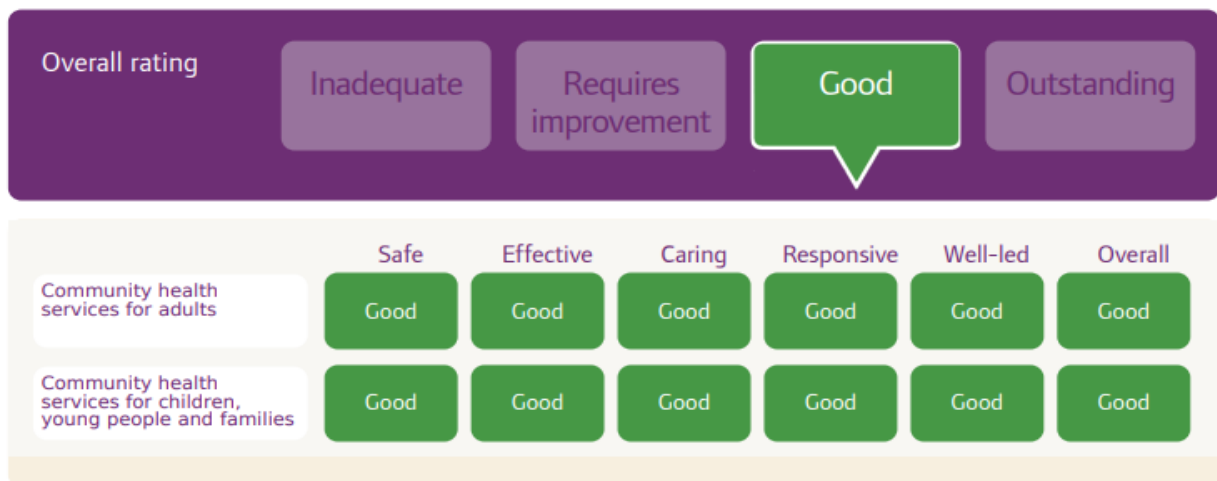 Overall rating
Inadequate
Requires
improvement
Good
Outstanding
Safe Effective Caring Responsive Well-led Overall
Community health
services for adults
Good Good Good Good Good Good
Community health
services for children,
young people and families
Good Good Good Good Good Good